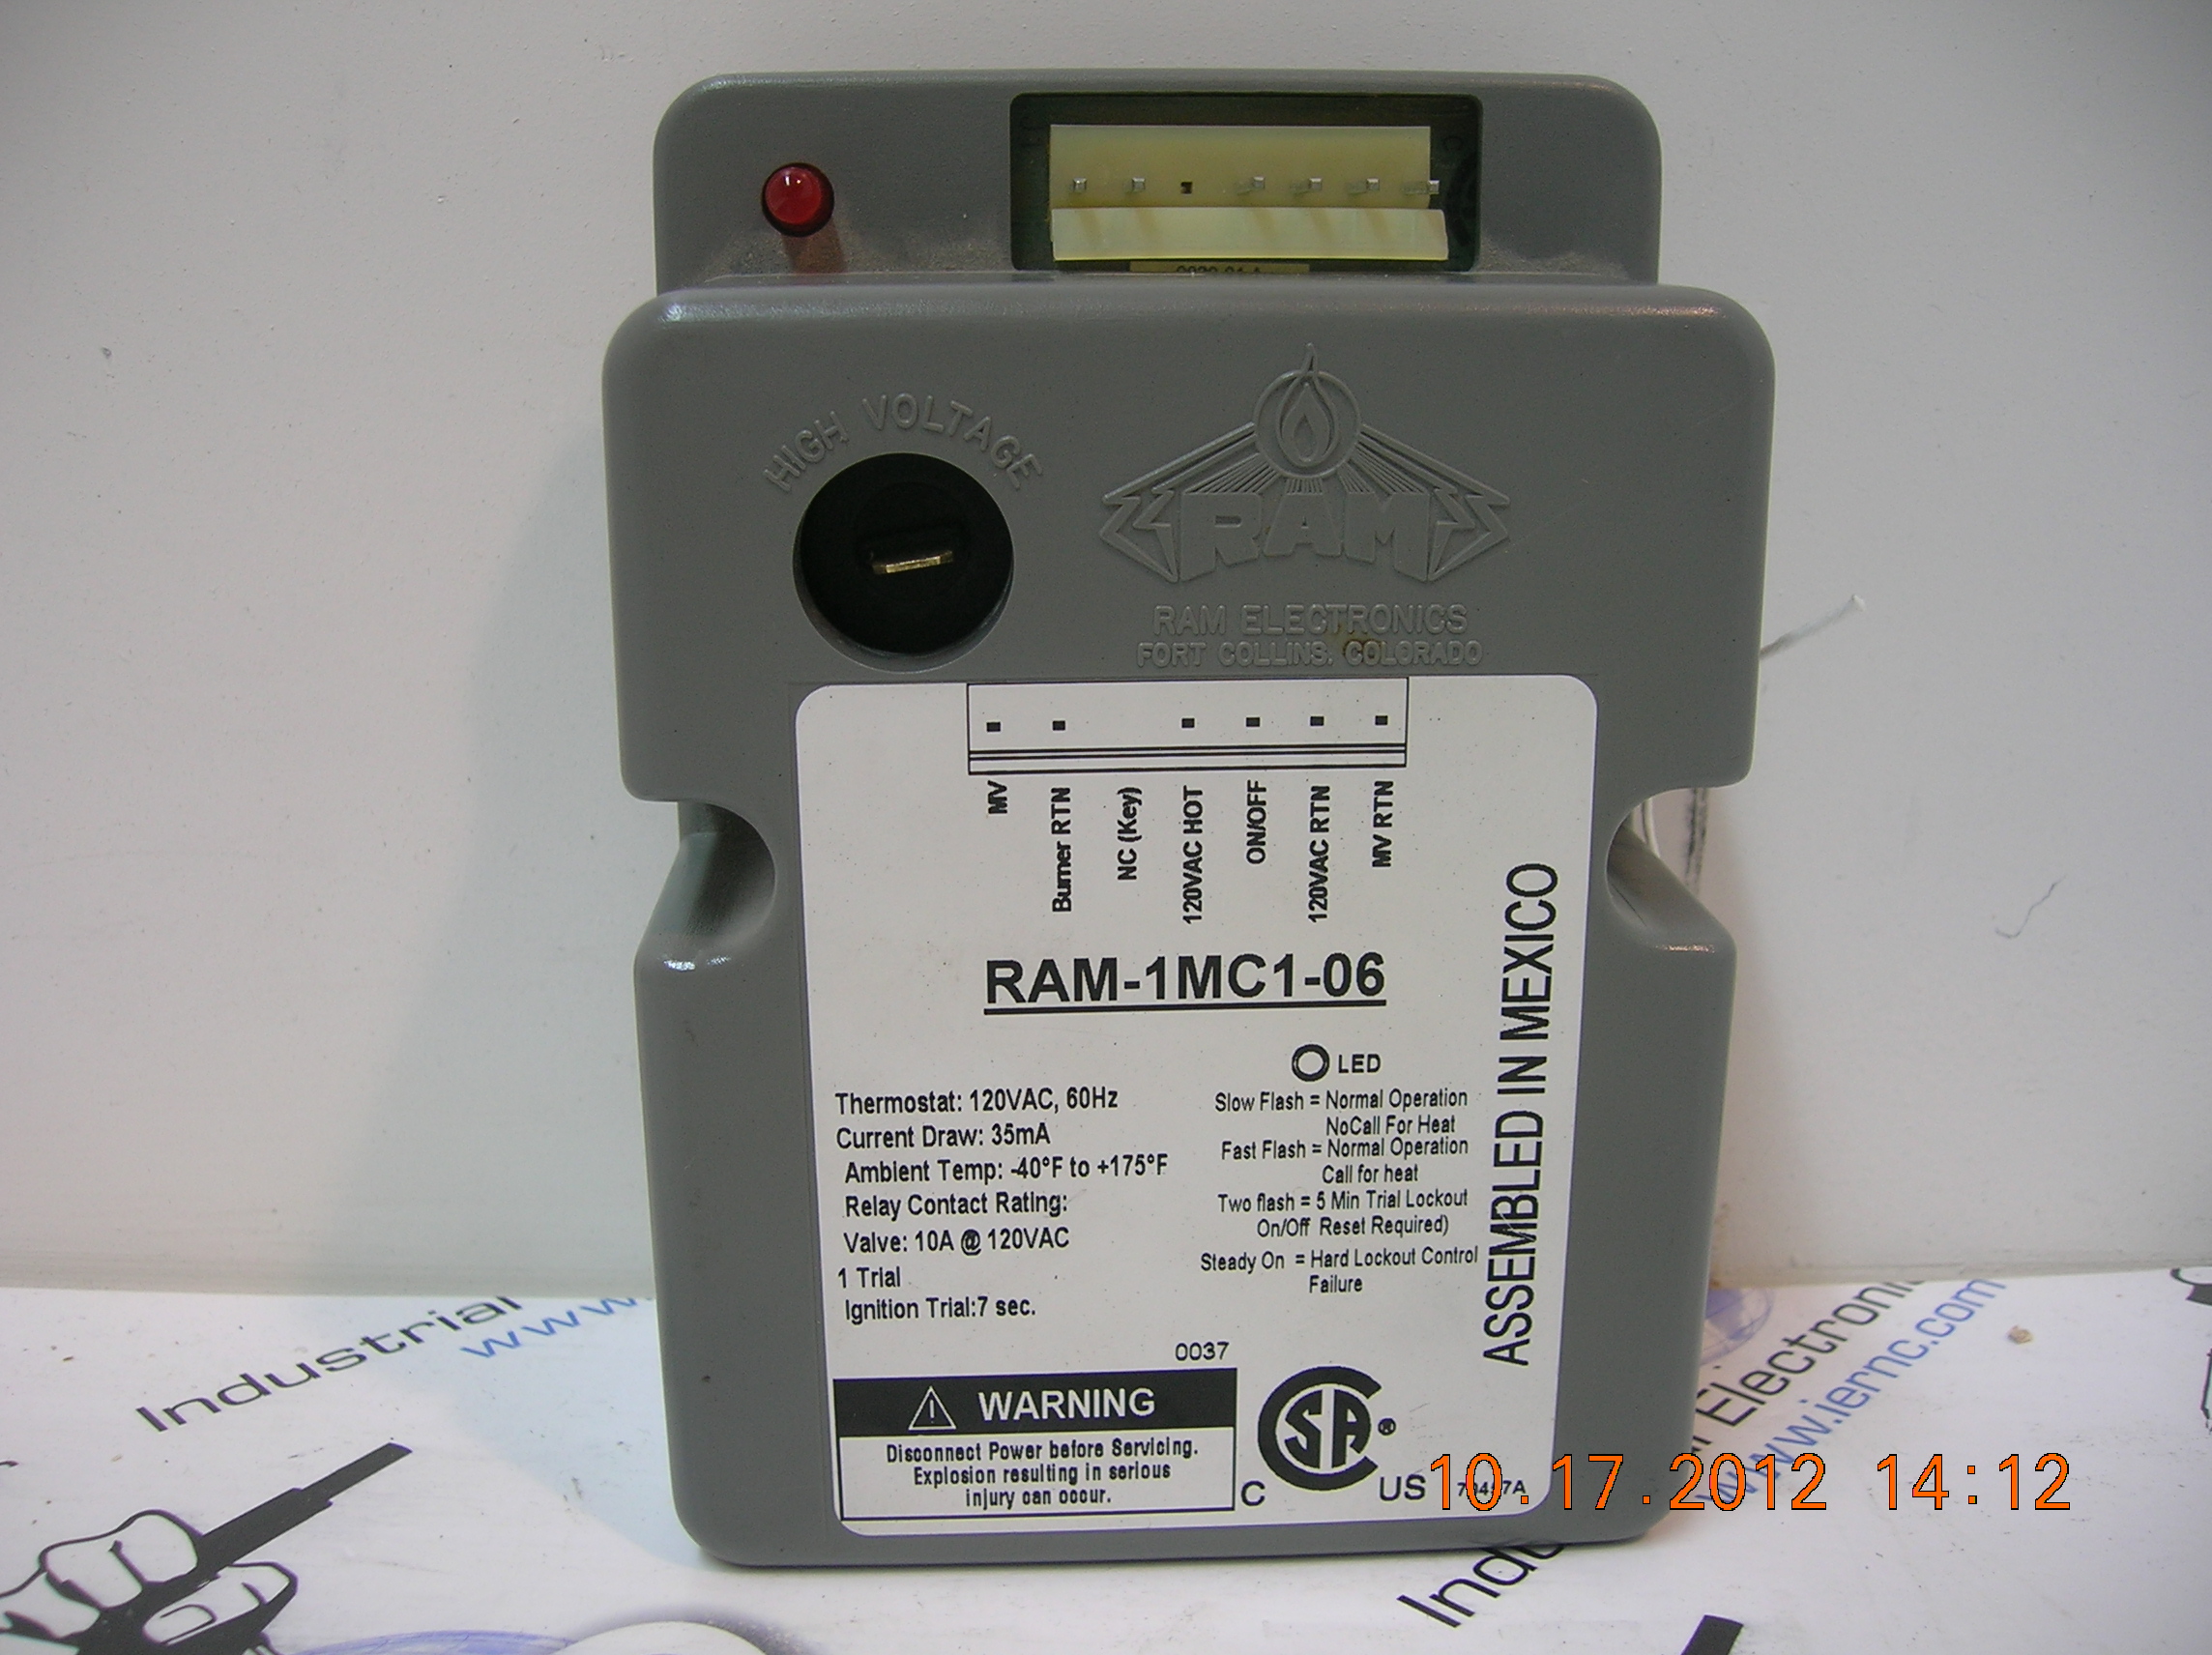 HIGH VOLTAGE
RAM
RAM ELECTRONICS
FORT COLLINS, COLORADO
MV
Burner RTN
NC (Key)
120VAC HOT
ON/OFF
120VAC RTN
MV RTN
RAM-1MC1-06
ASSEMBLED IN MEXICO
LED
Slow Flash = Normal Operation
NoCall For Heat
Fast Flash = Normal Operation
Call for heat
Two flash = 5 Min Trial Lockout
On/Off Reset Required)
Steady On = Hard Lockout Control
Failure
Thermostat: 120VAC, 60Hz
Current Draw: 35mA
Ambient Temp: -40°F to +175°F
Relay Contact Rating:
Valve: 10A @ 120VAC
1 Trial
Ignition Trial:7 sec.
0037
WARNING
Disconnect Power before Servicing.
Explosion resulting in serious
injury can occur.
C SA ® US
10.17.2012 14:12
Industrial
www.
Electronic
www.iernc.com
Ind